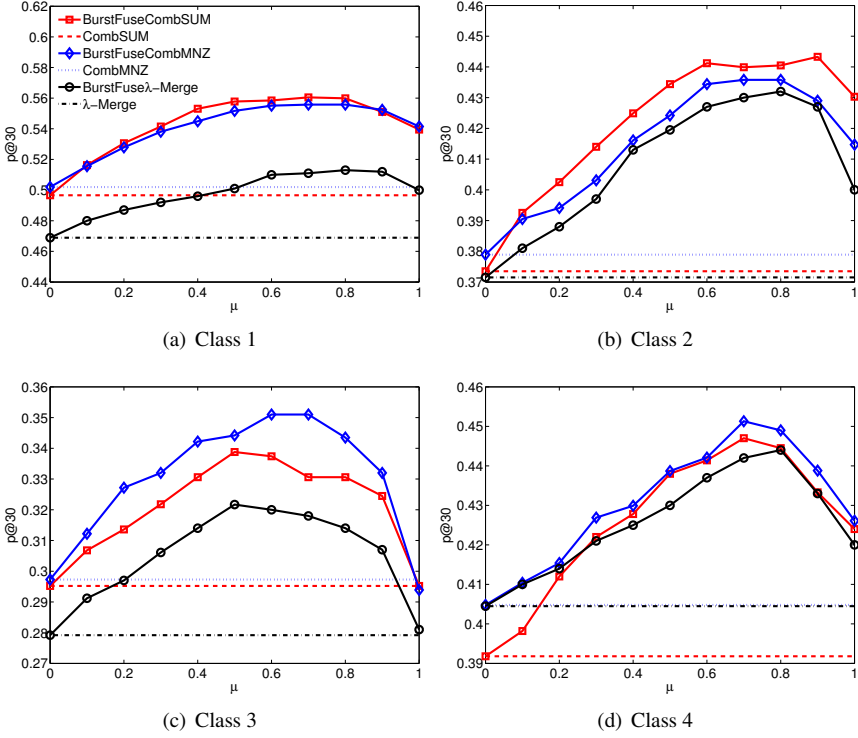 0.62
0.6
0.58
0.56
0.54
0.52
0.5
0.48
0.46
0.44
p@30
BurstFuseCombSUM
CombSUM
BurstFuseCombMNZ
CombMNZ
BurstFuseλ−Merge
λ−Merge
0 0.2 0.4 0.6 0.8 1
μ
(a) Class 1
0.45
0.44
0.43
0.42
0.41
0.4
0.39
0.38
0.37
p@30
0 0.2 0.4 0.6 0.8 1
μ
(b) Class 2
0.36
0.35
0.34
0.33
0.32
0.31
0.3
0.29
0.28
0.27
p@30
0 0.2 0.4 0.6 0.8 1
μ
(c) Class 3
0.46
0.45
0.44
0.43
0.42
0.41
0.4
0.39
p@30
0 0.2 0.4 0.6 0.8 1
μ
(d) Class 4